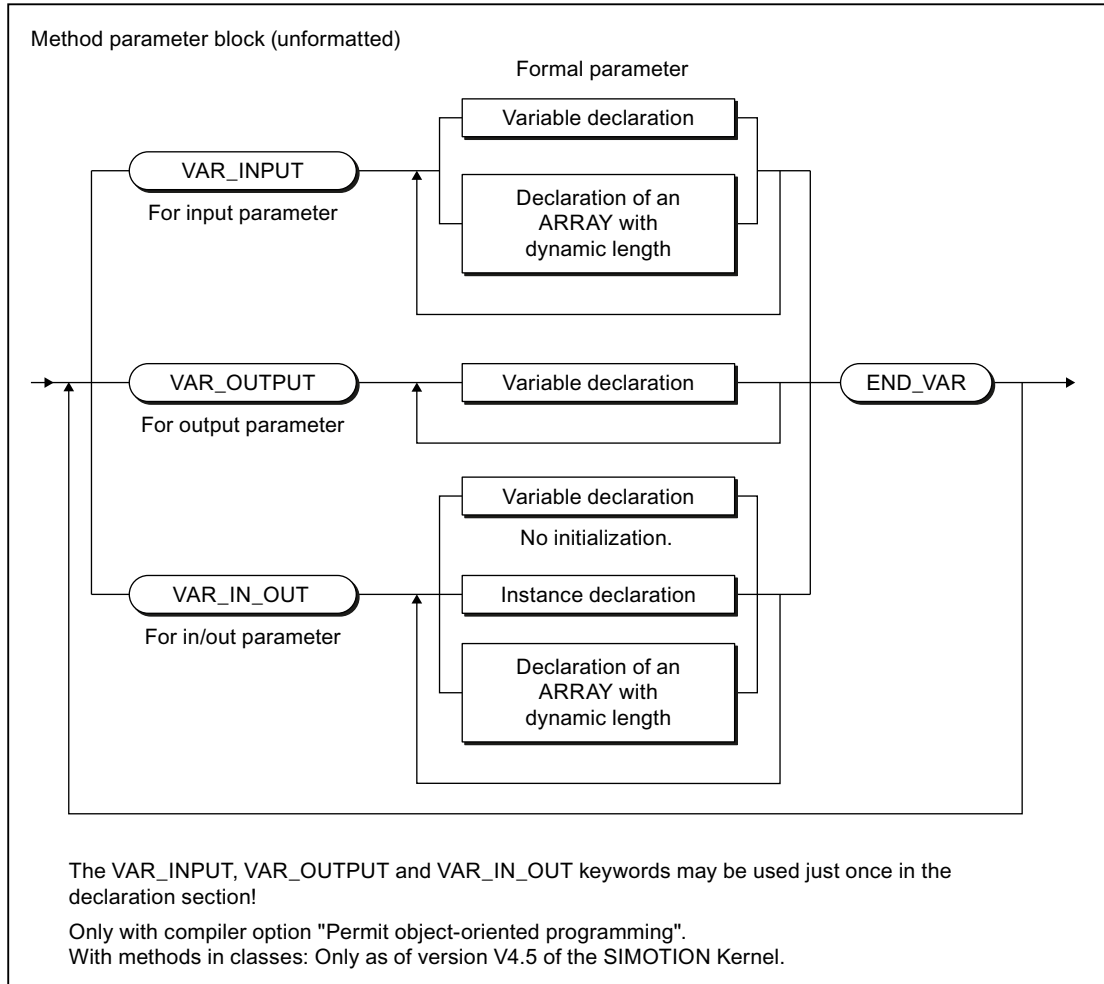 Method parameter block (unformatted)
Formal parameter
Variable declaration
VAR_INPUT
For input parameter
Declaration of an
ARRAY with
dynamic length
VAR_OUTPUT
For output parameter
Variable declaration
END_VAR
Variable declaration
No initialization.
VAR_IN_OUT
For in/out parameter
Instance declaration
Declaration of an
ARRAY with
dynamic length
The VAR_INPUT, VAR_OUTPUT and VAR_IN_OUT keywords may be used just once in the
declaration section!
Only with compiler option "Permit object-oriented programming".
With methods in classes: Only as of version V4.5 of the SIMOTION Kernel.